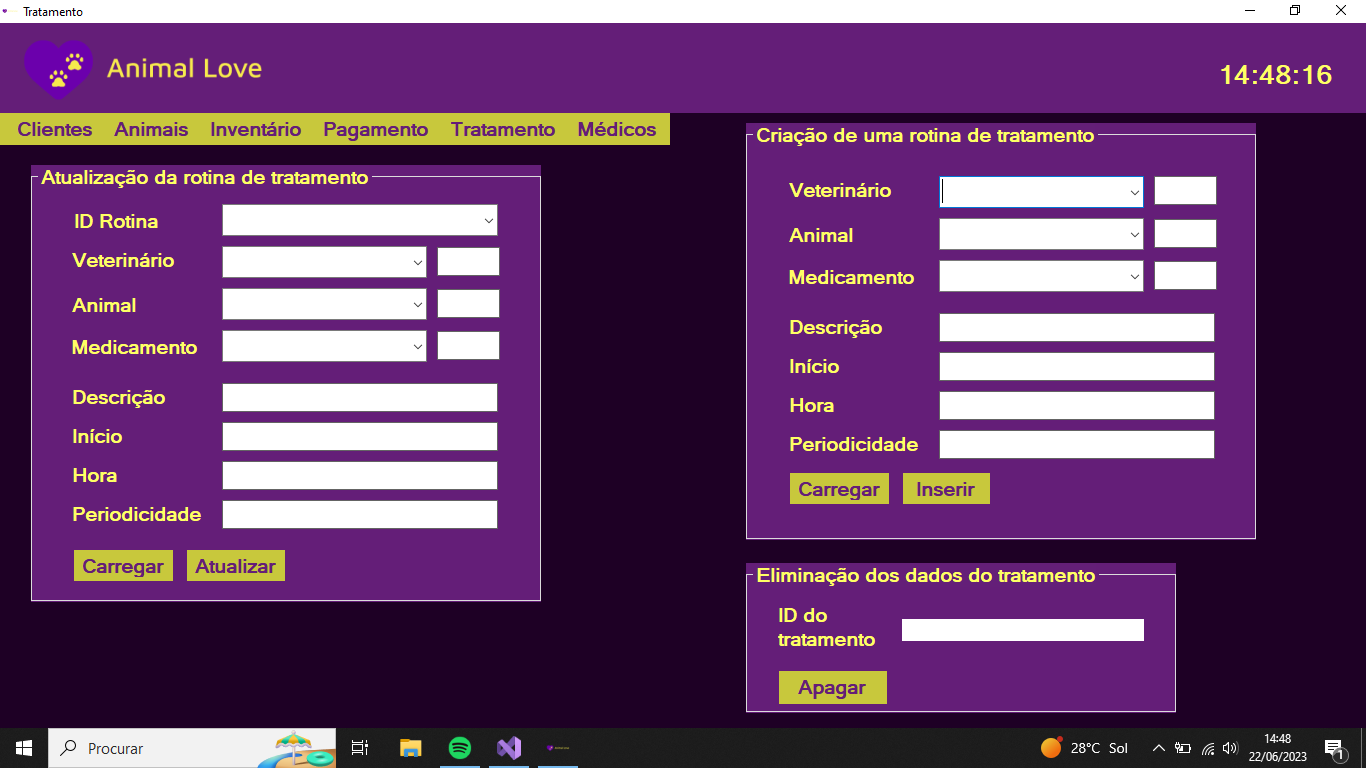 Tratamento
Animal Love
14:48:16
Clientes Animais Inventário Pagamento Tratamento Médicos
Atualização da rotina de tratamento
ID Rotina
Veterinário
Animal
Medicamento
Descrição
Início
Hora
Periodicidade
Carregar Atualizar
Criação de uma rotina de tratamento
Veterinário
Animal
Medicamento
Descrição
Início
Hora
Periodicidade
Carregar Inserir
Eliminação dos dados do tratamento
ID do
tratamento
Apagar
Procurar
28°C Sol
14:48
22/06/2023
1